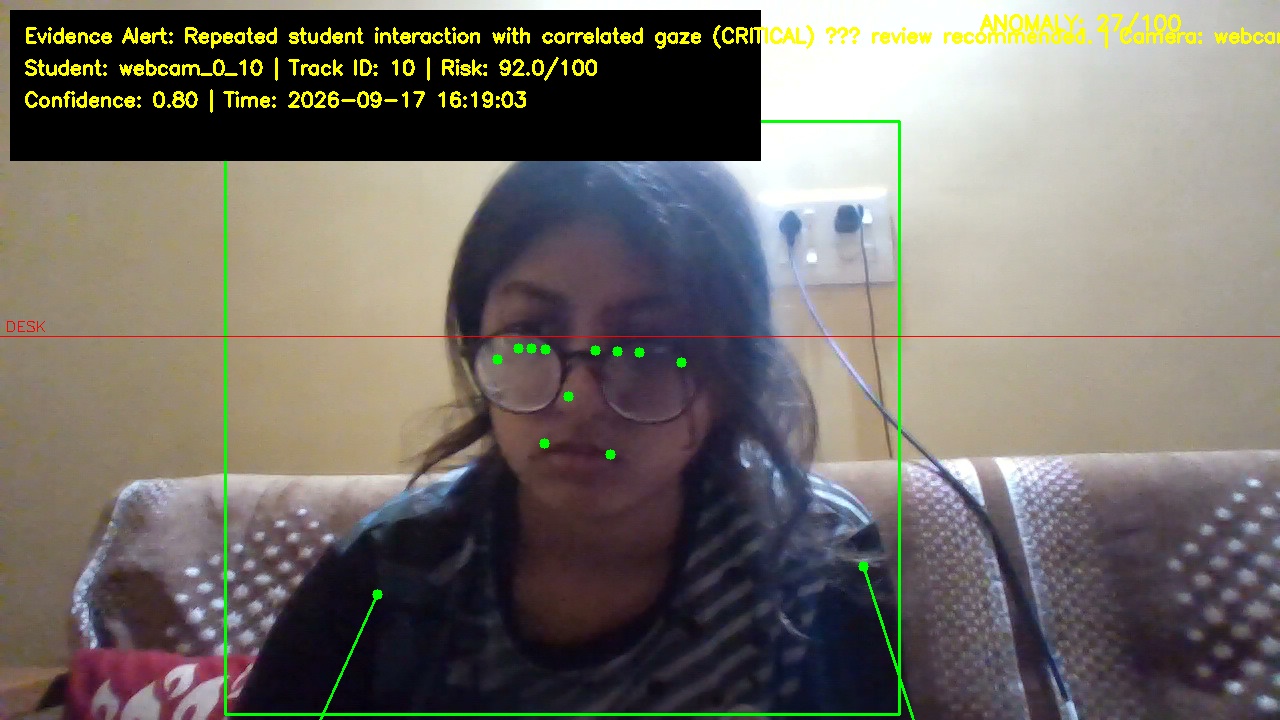 ANOMALY: 27/100
Evidence Alert: Repeated student interaction with correlated gaze (CRITICAL) ??? review recommended. | Camera: webca
Student: webcam_0_10 | Track ID: 10 | Risk: 92.0/100
Confidence: 0.80 | Time: 2026-09-17 16:19:03
DESK